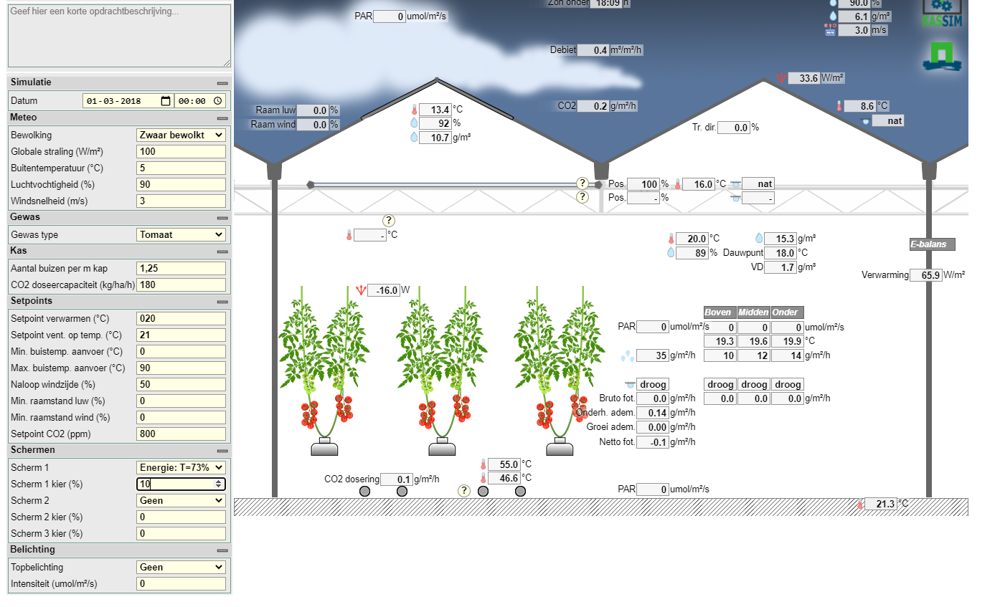 Geef hier een korte opdrachtbeschrijving...
Simulatie
Datum 01-03-2018 00:00
Meteo
Bewolking Zwaar bewolkt
Globale straling (W/m²) 100
Buitentemperatuur (°C) 5
Luchtvochtigheid (%) 90
Windsnelheid (m/s) 3
Gewas
Gewas type Tomaat
Kas
Aantal buizen per m kap 1,25
CO2 doseercapaciteit (kg/ha/h) 180
Setpoints
Setpoint verwarmen (°C) 020
Setpoint vent. op temp. (°C) 21
Min. buistemp. aanvoer (°C) 0
Max. buistemp. aanvoer (°C) 90
Naloop windzijde (%) 50
Min. raamstand luw (%) 0
Min. raamstand wind (%) 0
Setpoint CO2 (ppm) 800
Schermen
Scherm 1 Energie: T=73%
Scherm 1 kier (%) 10
Scherm 2 Geen
Scherm 2 kier (%) 0
Scherm 3 kier (%) 0
Belichting
Topbelichting Geen
Intensiteit (umol/m²/s) 0
Zon onder 18:09 h
90.0 %
PAR 0 umol/m²/s
6.1 g/m³
3.0 m/s
KASSIM
Debiet 0.4 m³/m²/h
33.6 W/m²
CO2 0.2 g/m²/h
8.6 °C
nat
Raam luw 0.0 %
Raam wind 0.0 %
13.4 °C
92 %
10.7 g/m³
Tr. dir. 0.0 %
? Pos. 100 % 16.0 °C nat
? Pos. - % -
?
- °C
20.0 °C 15.3 g/m³
89 % Dauwpunt 18.0 °C
VD 1.7 g/m³
E-balans
Verwarming 65.9 W/m²
-16.0 W
Boven Midden Onder
PAR 0 umol/m²/s 0 0 0 umol/m²/s
19.3 19.6 19.9 °C
35 g/m²/h 10 12 14 g/m²/h
droog droog droog droog
Bruto fot. 0.0 g/m²/h 0.0 0.0 0.0 g/m²/h
Onderh. adem. 0.14 g/m²/h
Groei adem. 0.00 g/m²/h
Netto fot. -0.1 g/m²/h
55.0 °C
CO2 dosering 0.1 g/m²/h 46.6 °C
? PAR 0 umol/m²/s
21.3 °C